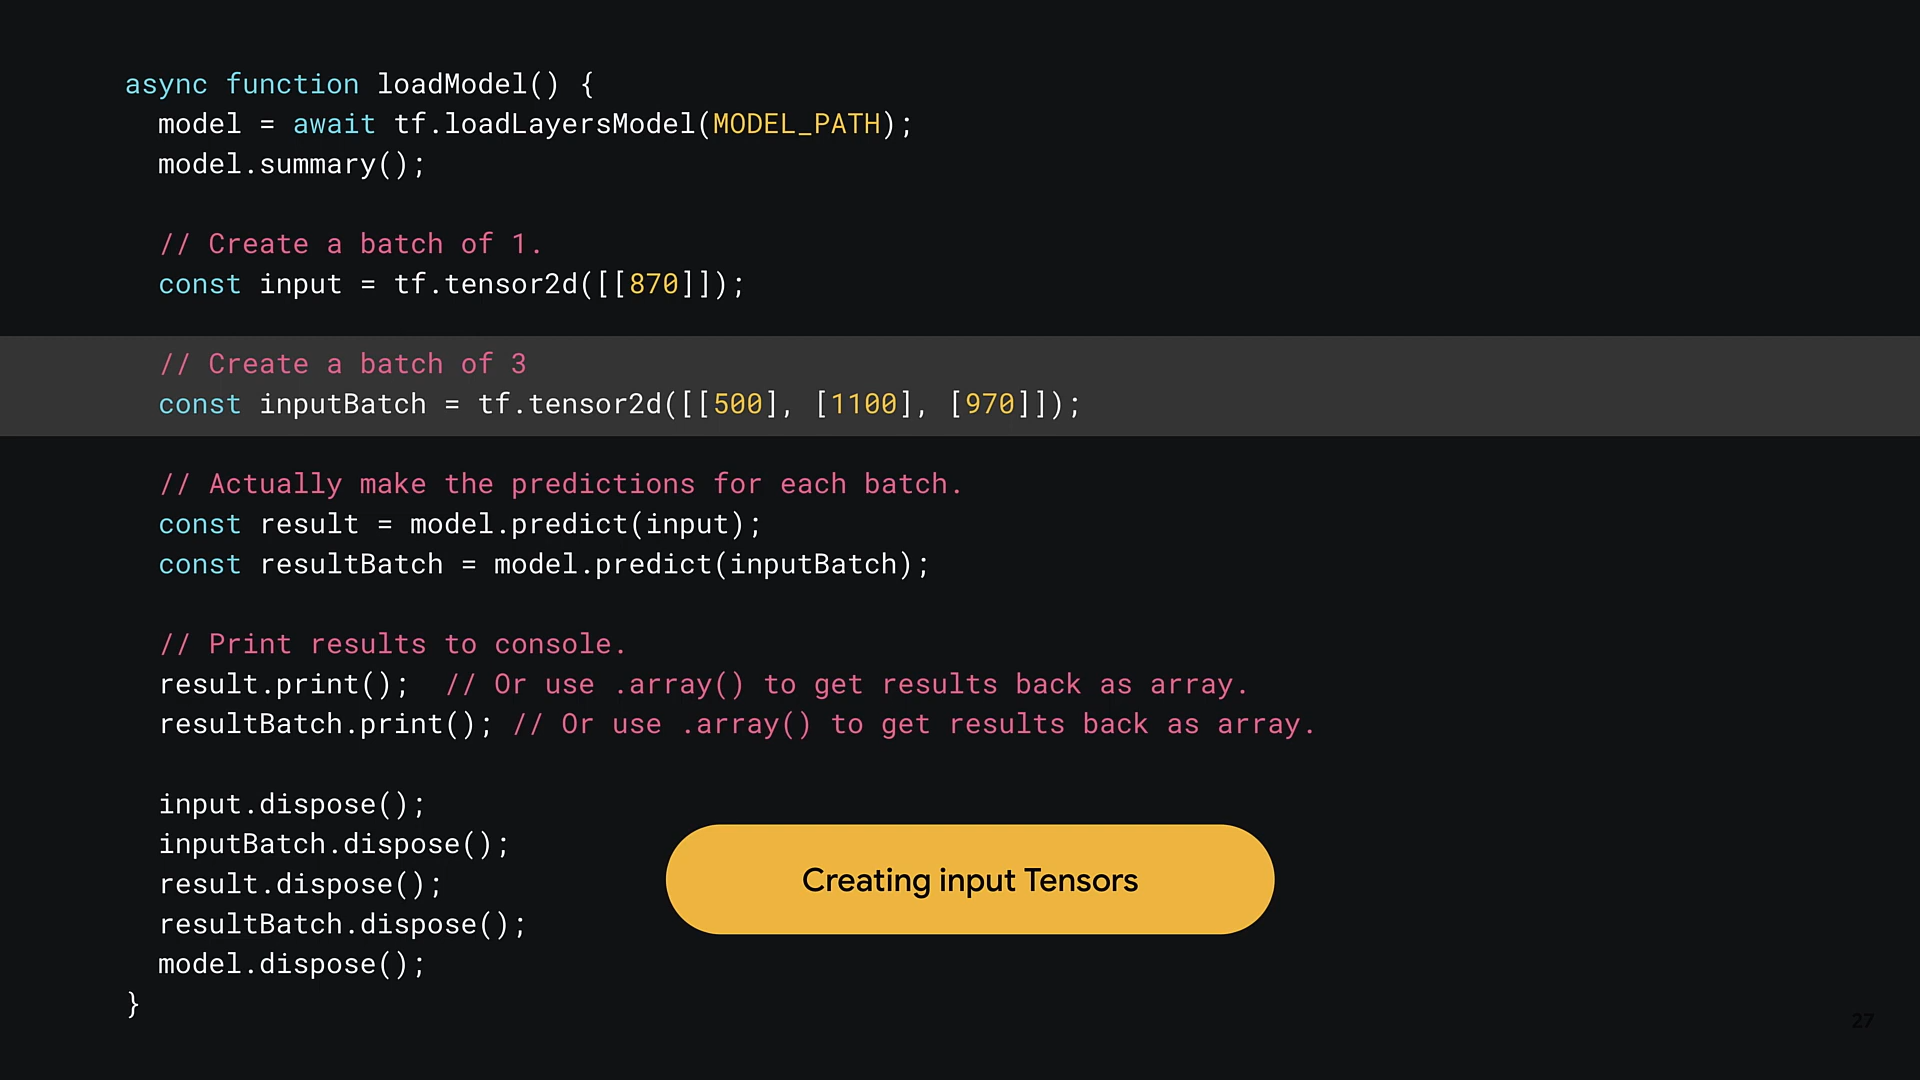 async function loadModel() {
model = await tf.loadLayersModel(MODEL_PATH);
model.summary();
// Create a batch of 1.
const input = tf.tensor2d([[870]]);
// Create a batch of 3
const inputBatch = tf.tensor2d([[500], [1100], [970]]);
// Actually make the predictions for each batch.
const result = model.predict(input);
const resultBatch = model.predict(inputBatch);
// Print results to console.
result.print();  // Or use .array() to get results back as array.
resultBatch.print(); // Or use .array() to get results back as array.
input.dispose();
inputBatch.dispose();
result.dispose();
resultBatch.dispose();
model.dispose();
}
Creating input Tensors
27